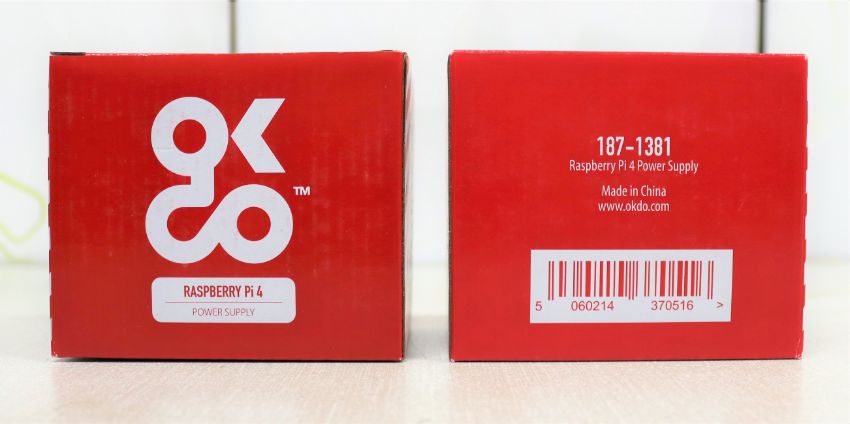 OK
DO
TM
RASPBERRY Pi 4
POWER SUPPLY
187-1381
Raspberry Pi 4 Power Supply
Made in China
www.okdo.com
5 060214 370516 >